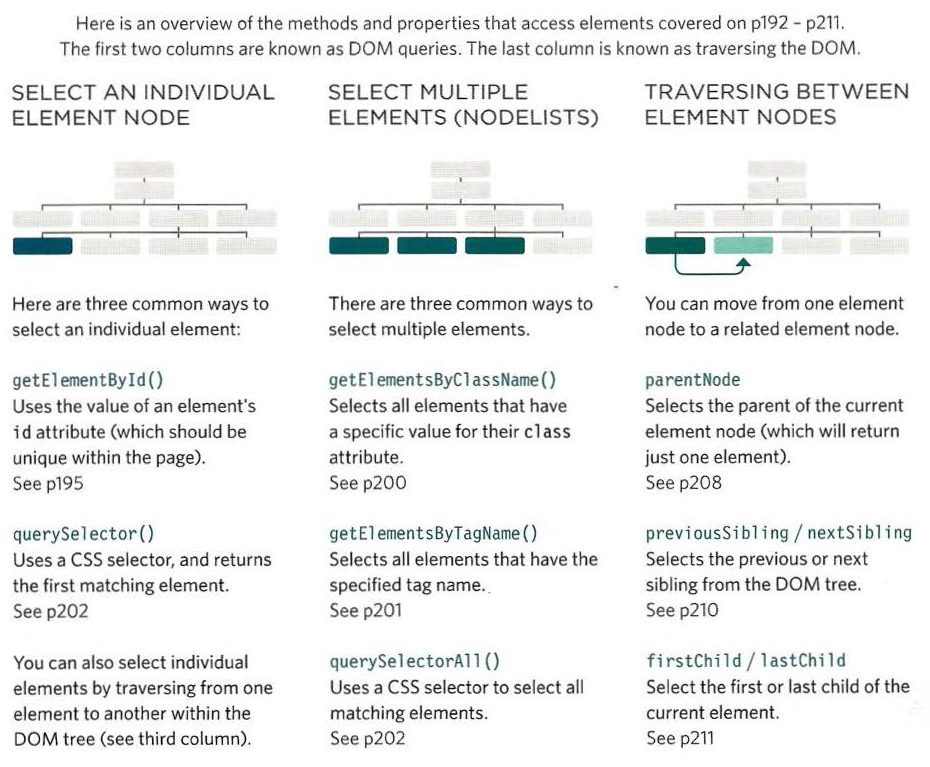 Here is an overview of the methods and properties that access elements covered on p192 – p211.
The first two columns are known as DOM queries. The last column is known as traversing the DOM.
SELECT AN INDIVIDUAL
ELEMENT NODE
Here are three common ways to
select an individual element:
getElementById()
Uses the value of an element's
id attribute (which should be
unique within the page).
See p195
querySelector()
Uses a CSS selector, and returns
the first matching element.
See p202
You can also select individual
elements by traversing from one
element to another within the
DOM tree (see third column).
SELECT MULTIPLE
ELEMENTS (NODELISTS)
There are three common ways to
select multiple elements.
getElementsByClassName()
Selects all elements that have
a specific value for their class
attribute.
See p200
getElementsByTagName()
Selects all elements that have the
specified tag name.
See p201
querySelectorAll()
Uses a CSS selector to select all
matching elements.
See p202
TRAVERSING BETWEEN
ELEMENT NODES
You can move from one element
node to a related element node.
parentNode
Selects the parent of the current
element node (which will return
just one element).
See p208
previousSibling / nextSibling
Selects the previous or next
sibling from the DOM tree.
See p210
firstChild / lastChild
Select the first or last child of the
current element.
See p211